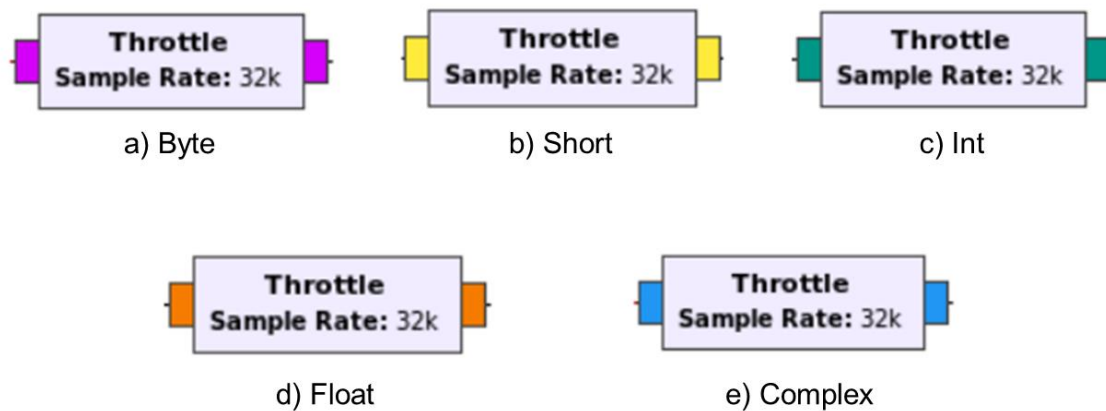 Throttle
Sample Rate: 32k
a) Byte
Throttle
Sample Rate: 32k
b) Short
Throttle
Sample Rate: 32k
c) Int
Throttle
Sample Rate: 32k
d) Float
Throttle
Sample Rate: 32k
e) Complex